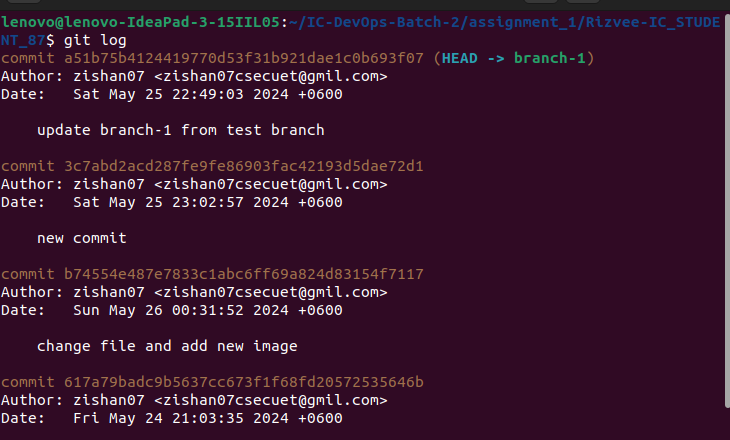 lenovo@lenovo-IdeaPad-3-15IIL05:~/IC-DevOps-Batch-2/assignment_1/Rizvee-IC_STUDE
NT_87$ git log
commit a51b75b4124419770d53f31b921dae1c0b693f07 (HEAD -> branch-1)
Author: zishan07 <zishan07csecuet@gmil.com>
Date:   Sat May 25 22:49:03 2024 +0600
    update branch-1 from test branch
commit 3c7abd2acd287fe9fe86903fac42193d5dae72d1
Author: zishan07 <zishan07csecuet@gmil.com>
Date:   Sat May 25 23:02:57 2024 +0600
    new commit
commit b74554e487e7833c1abc6ff69a824d83154f7117
Author: zishan07 <zishan07csecuet@gmil.com>
Date:   Sun May 26 00:31:52 2024 +0600
    change file and add new image
commit 617a79badc9b5637cc673f1f68fd20572535646b
Author: zishan07 <zishan07csecuet@gmil.com>
Date:   Fri May 24 21:03:35 2024 +0600